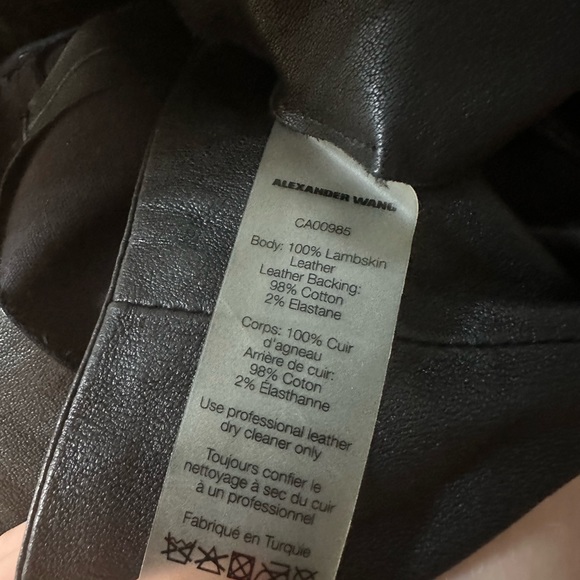 ALEXANDER WANG
CA00985
Body: 100% Lambskin
Leather
Leather Backing:
98% Cotton
2% Elastane
Corps: 100% Cuir
d'agneau
Arrière de cuir:
98% Coton
2% Élasthanne
Use professional leather
dry cleaner only
Toujours confier le
nettoyage à sec du cuir
à un professionnel
Fabriqué en Turquie